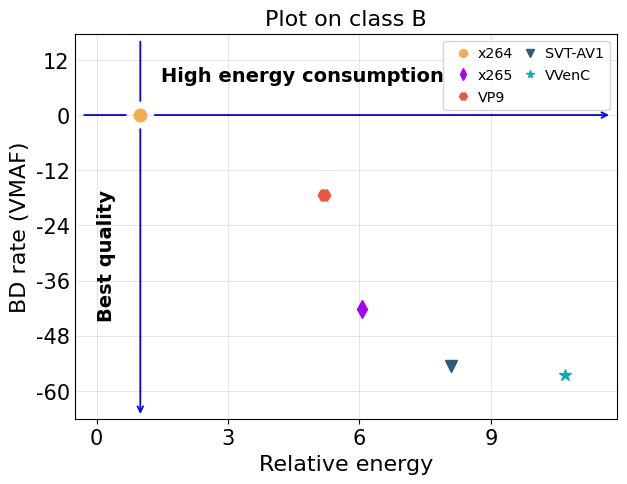 Plot on class B
x264
x265
VP9
SVT-AV1
VVenC
High energy consumption
Best quality
BD rate (VMAF)
12
0
-12
-24
-36
-48
-60
0 3 6 9
Relative energy